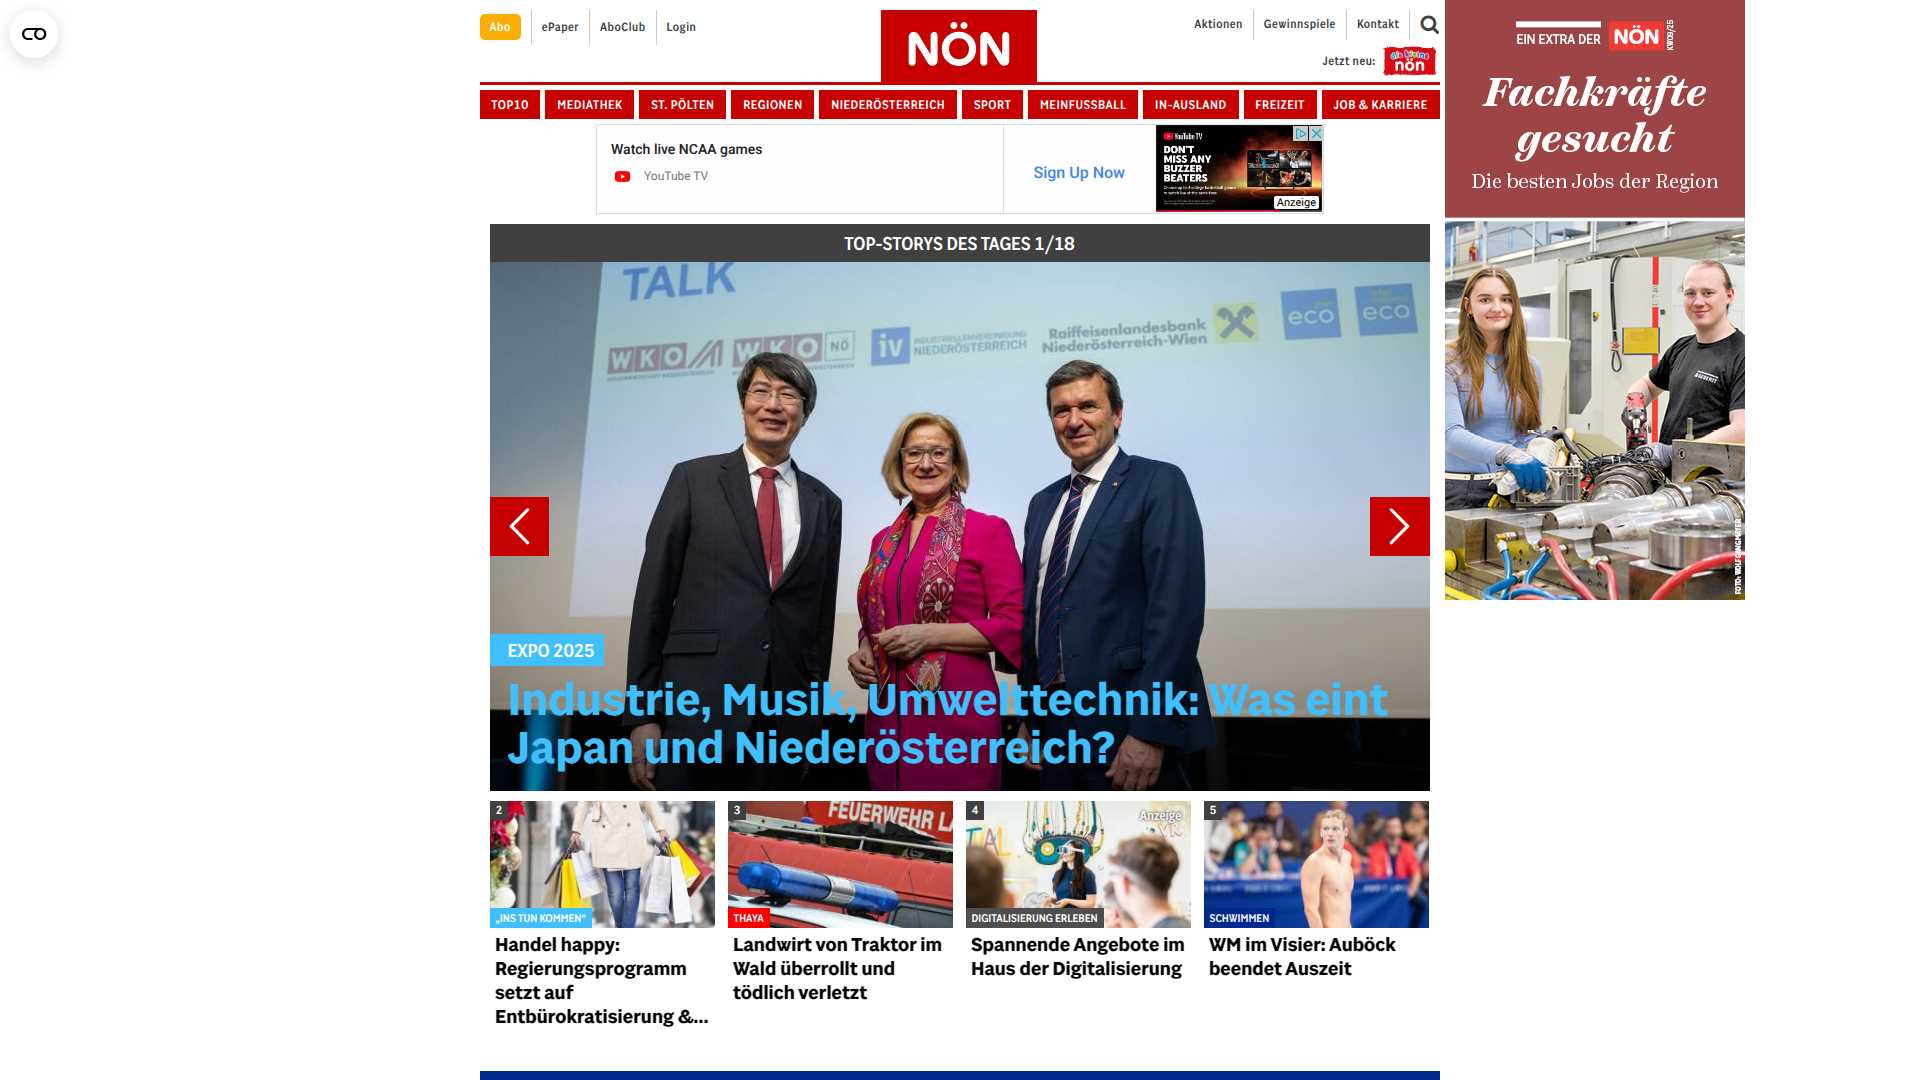 Abo
ePaper
AboClub
Login
NÖN
Aktionen
Gewinnspiele
Kontakt
Jetzt neu:
die kleine
nön
TOP10
MEDIATHEK
ST. PÖLTEN
REGIONEN
NIEDERÖSTERREICH
SPORT
MEINFUSSBALL
IN-AUSLAND
FREIZEIT
JOB & KARRIERE
Watch live NCAA games
YouTube TV
Sign Up Now
YouTube TV
DON'T
MISS ANY
BUZZER
BEATERS
Anzeige
EIN EXTRA DER NÖN
KW09/25
Fachkräfte
gesucht
Die besten Jobs der Region
FOTO: WOLFGANG MAYER
TOP-STORYS DES TAGES 1/18
TALK
WKO
WKO NÖ
iv
INDUSTRIELLENVEREINIGUNG
NIEDERÖSTERREICH
Raiffeisenlandesbank
Niederösterreich-Wien
eco
eco
EXPO 2025
Industrie, Musik, Umwelttechnik: Was eint
Japan und Niederösterreich?
2
„INS TUN KOMMEN“
Handel happy:
Regierungsprogramm
setzt auf
Entbürokratisierung &...
3
FEUERWEHR LA
THAYA
Landwirt von Traktor im
Wald überrollt und
tödlich verletzt
4
Anzeige
DIGITALISIERUNG ERLEBEN
Spannende Angebote im
Haus der Digitalisierung
5
SCHWIMMEN
WM im Visier: Auböck
beendet Auszeit